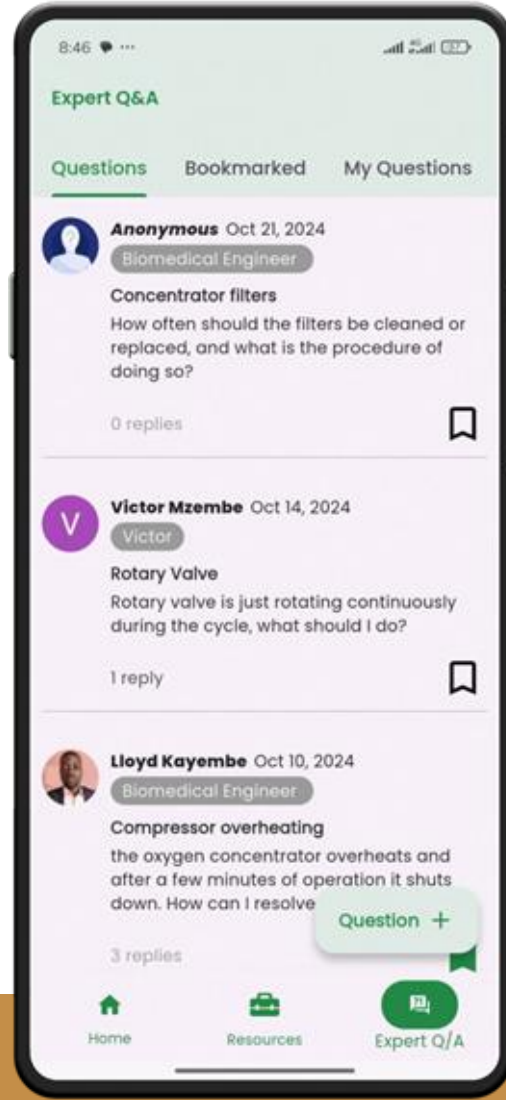 8:46
4G
87
Expert Q&A
Questions Bookmarked My Questions
Anonymous Oct 21, 2024
Biomedical Engineer
Concentrator filters
How often should the filters be cleaned or
replaced, and what is the procedure of
doing so?
0 replies
V
Victor Mzembe Oct 14, 2024
Victor
Rotary Valve
Rotary valve is just rotating continuously
during the cycle, what should I do?
1 reply
Lloyd Kayembe Oct 10, 2024
Biomedical Engineer
Compressor overheating
the oxygen concentrator overheats and
after a few minutes of operation it shuts
down. How can I resolve
Question +
3 replies
Home Resources Expert Q/A